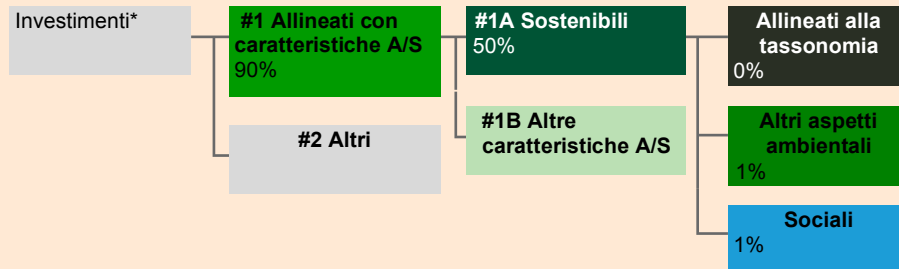 Investimenti*
#1 Allineati con
caratteristiche A/S
90%
#2 Altri
#1A Sostenibili
50%
#1B Altre
caratteristiche A/S
Allineati alla
tassonomia
0%
Altri aspetti
ambientali
1%
Sociali
1%